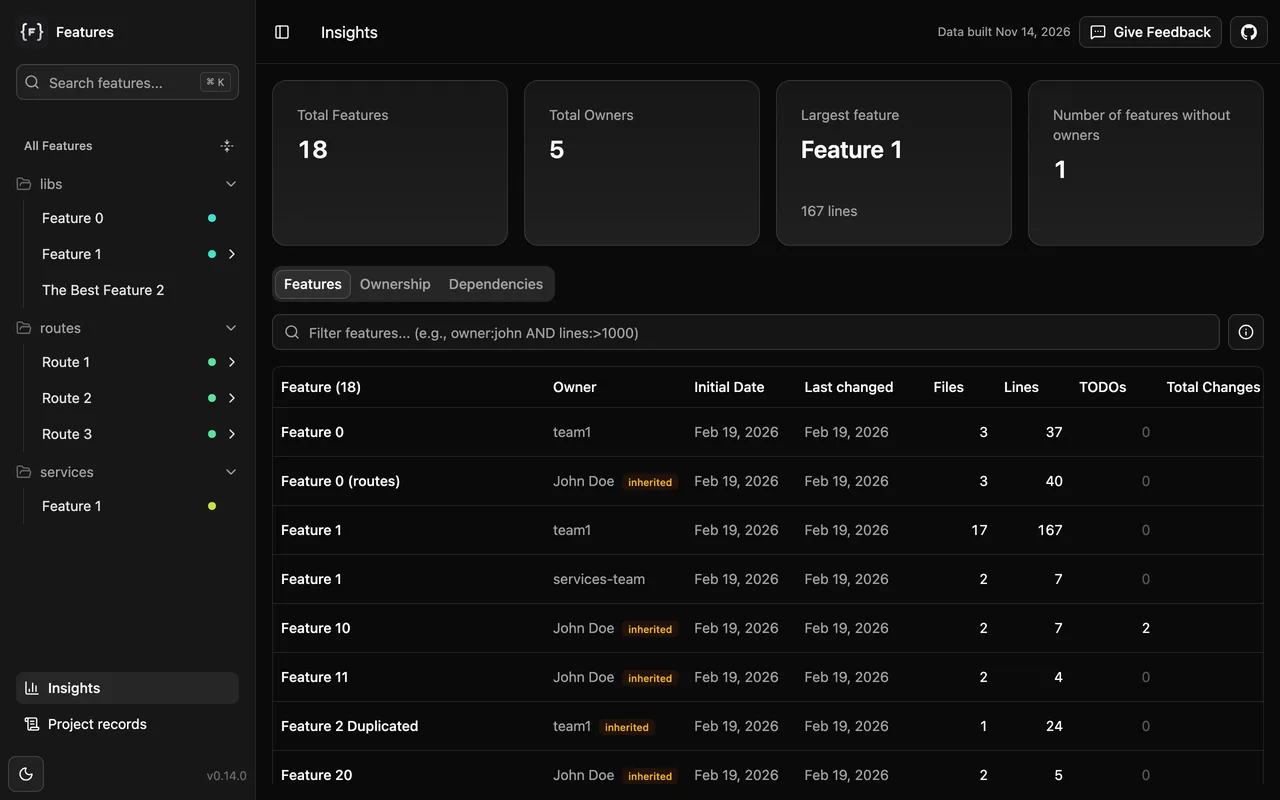 Features
Search features...
⌘ K
All Features
libs
Feature 0
Feature 1
The Best Feature 2
routes
Route 1
Route 2
Route 3
services
Feature 1
Insights
Project records
v0.14.0
Insights
Data built Nov 14, 2026
Give Feedback
Total Features
18
Total Owners
5
Largest feature
Feature 1
167 lines
Number of features without
owners
1
Features Ownership Dependencies
Filter features... (e.g., owner:john AND lines:>1000)
Feature (18) Owner Initial Date Last changed Files Lines TODOs Total Changes
Feature 0 team1 Feb 19, 2026 Feb 19, 2026 3 37 0
Feature 0 (routes) John Doe inherited Feb 19, 2026 Feb 19, 2026 3 40 0
Feature 1 team1 Feb 19, 2026 Feb 19, 2026 17 167 0
Feature 1 services-team Feb 19, 2026 Feb 19, 2026 2 7 0
Feature 10 John Doe inherited Feb 19, 2026 Feb 19, 2026 2 7 2
Feature 11 John Doe inherited Feb 19, 2026 Feb 19, 2026 2 4 0
Feature 2 Duplicated team1 inherited Feb 19, 2026 Feb 19, 2026 1 24 0
Feature 20 John Doe inherited Feb 19, 2026 Feb 19, 2026 2 5 0